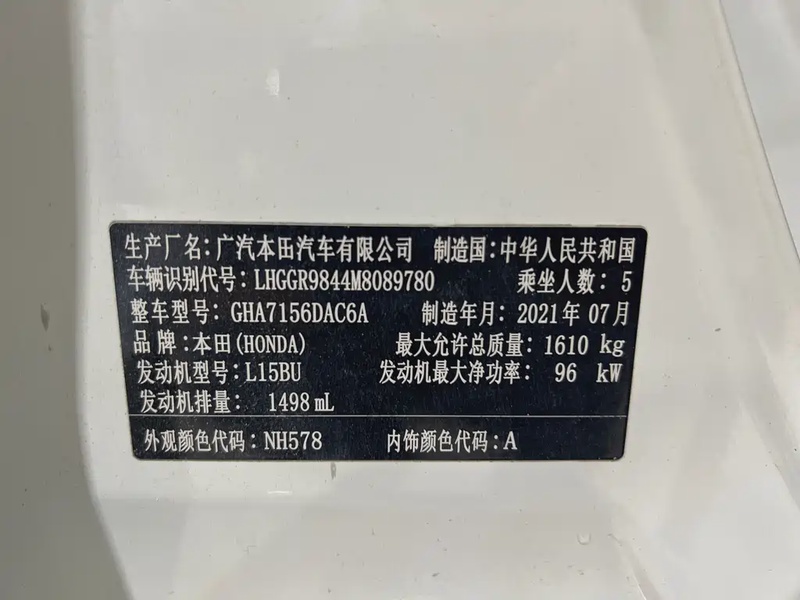 生产厂名:广汽本田汽车有限公司 制造国:中华人民共和国
车辆识别代号:LHGGR9844M8089780 乘坐人数:5
整车型号:GHA7156DAC6A 制造年月:2021年07月
品牌:本田(HONDA) 最大允许总质量:1610 kg
发动机型号:L15BU 发动机最大净功率: 96 kW
发动机排量: 1498 mL
外观颜色代码:NH578 内饰颜色代码:A